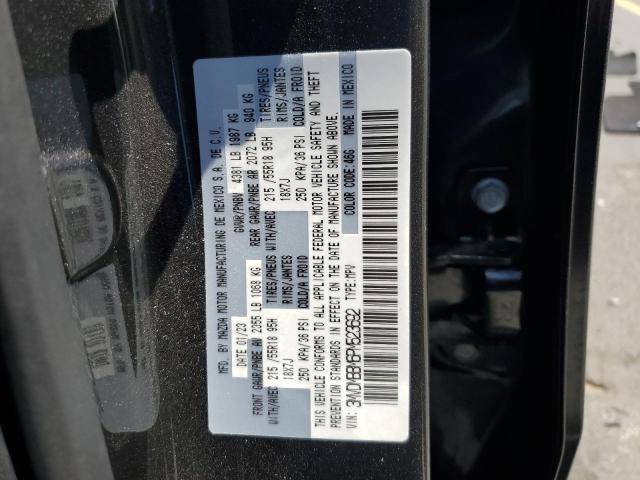 MFD. BY MAZDA MOTOR MANUFACTURING DE MEXICO S.A. DE C.V.
DATE 01/23 GVWR/PNBV 4381 LB 1987 KG
FRONT GAWR/PNBE AV 2355 LB 1068 KG REAR GAWR/PNBE AR 2072 LB 940 KG
WITH/AVEC TIRES/PNEUS WITH/AVEC TIRES/PNEUS
215 /55R18 95H RIMS/JANTES 215 /55R18 95H RIMS/JANTES
18X7J COLD/A FROID 18X7J COLD/A FROID
250 KPA/36 PSI 250 KPA/36 PSI
THIS VEHICLE CONFORMS TO ALL APPLICABLE FEDERAL MOTOR VEHICLE SAFETY AND THEFT
PREVENTION STANDARDS IN EFFECT ON THE DATE OF MANUFACTURE SHOWN ABOVE.
VIN: TYPE:MPV COLOR CODE:46G MADE IN MEXICO